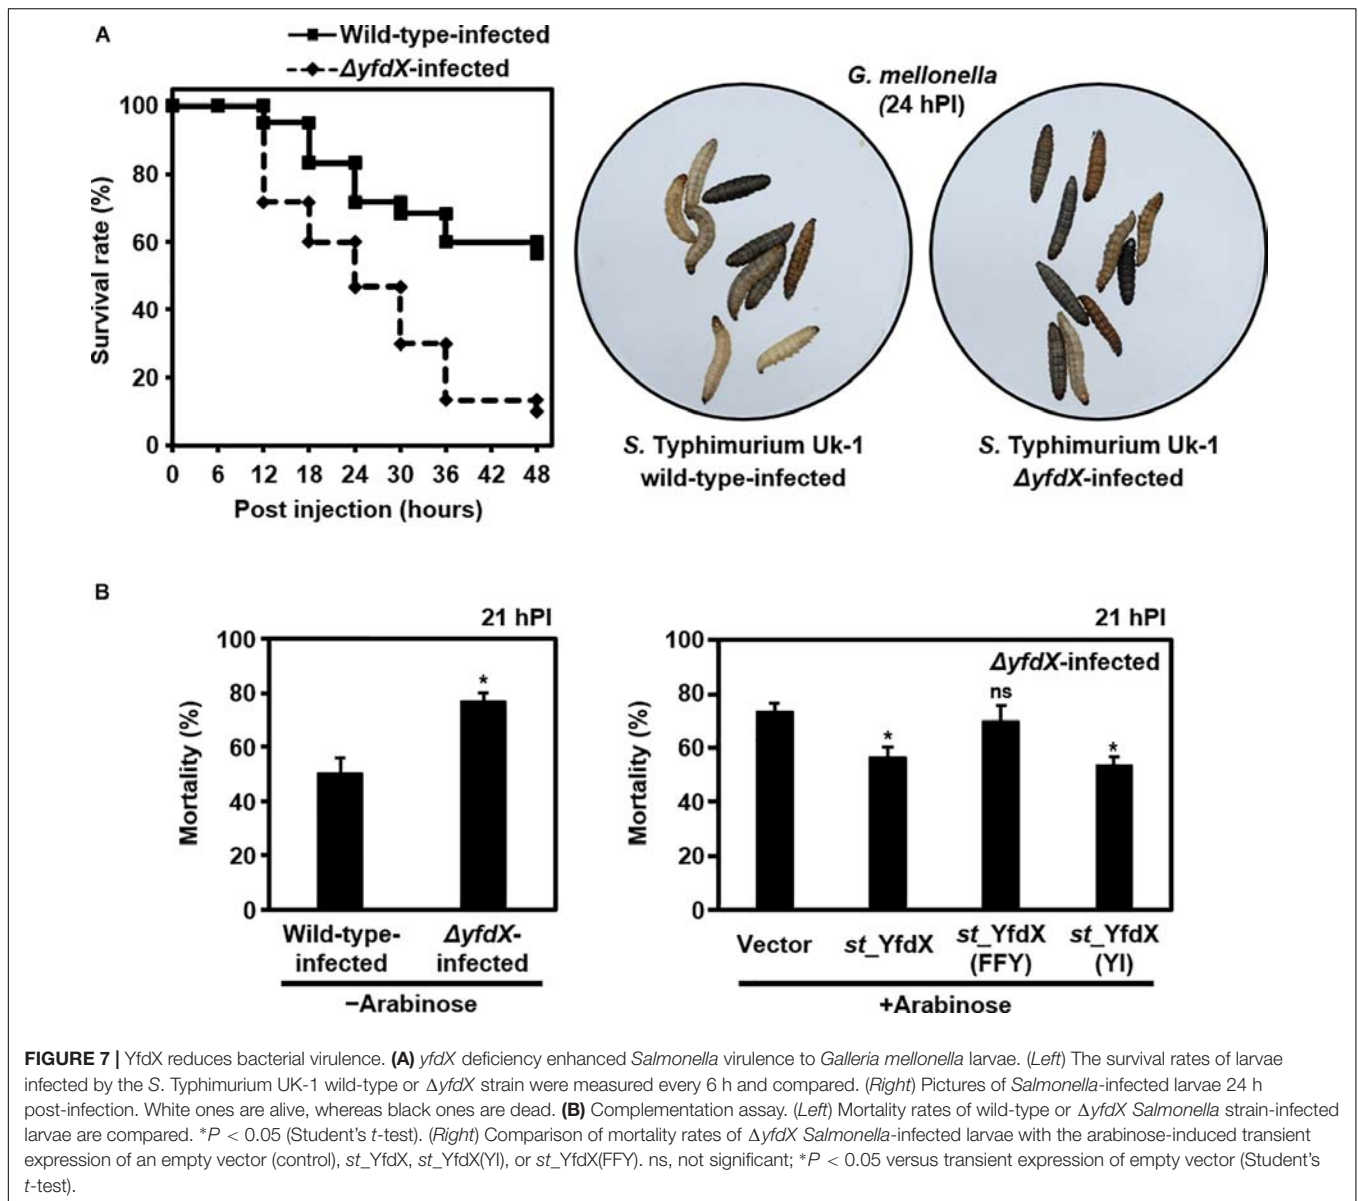 A
Wild-type-infected
ΔyfdX-infected
100
80
60
40
20
0
Survival rate (%)
0 6 12 18 24 30 36 42 48
Post injection (hours)
G. mellonella
(24 hPI)
S. Typhimurium Uk-1
wild-type-infected
S. Typhimurium Uk-1
ΔyfdX-infected
B
21 hPI
100
80
60
40
20
0
Mortality (%)
*
Wild-type-
infected
ΔyfdX-
infected
−Arabinose
21 hPI
ΔyfdX-infected
100
80
60
40
20
0
Mortality (%)
*
ns
*
Vector
st_YfdX
st_YfdX
(FFY)
st_YfdX
(YI)
+Arabinose
FIGURE 7 | YfdX reduces bacterial virulence. (A) yfdX deficiency enhanced Salmonella virulence to Galleria mellonella larvae. (Left) The survival rates of larvae
infected by the S. Typhimurium UK-1 wild-type or ΔyfdX strain were measured every 6 h and compared. (Right) Pictures of Salmonella-infected larvae 24 h
post-infection. White ones are alive, whereas black ones are dead. (B) Complementation assay. (Left) Mortality rates of wild-type or ΔyfdX Salmonella strain-infected
larvae are compared. *P < 0.05 (Student's t-test). (Right) Comparison of mortality rates of ΔyfdX Salmonella-infected larvae with the arabinose-induced transient
expression of an empty vector (control), st_YfdX, st_YfdX(YI), or st_YfdX(FFY). ns, not significant; *P < 0.05 versus transient expression of empty vector (Student's
t-test).